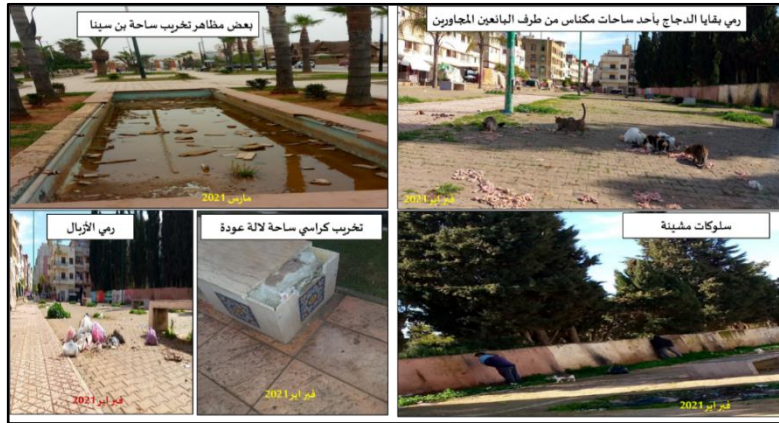 رمي بقايا الدجاج بأحد ساحات مكناس من طرف البائعين المجاورين
فبراير 2021
بعض مظاهر تخريب ساحة بن سينا
مارس 2021
سلوكات مشينة
فبراير 2021
تخريب كراسي ساحة لالة عودة
فبراير 2021
رمي الأزبال
فبراير 2021